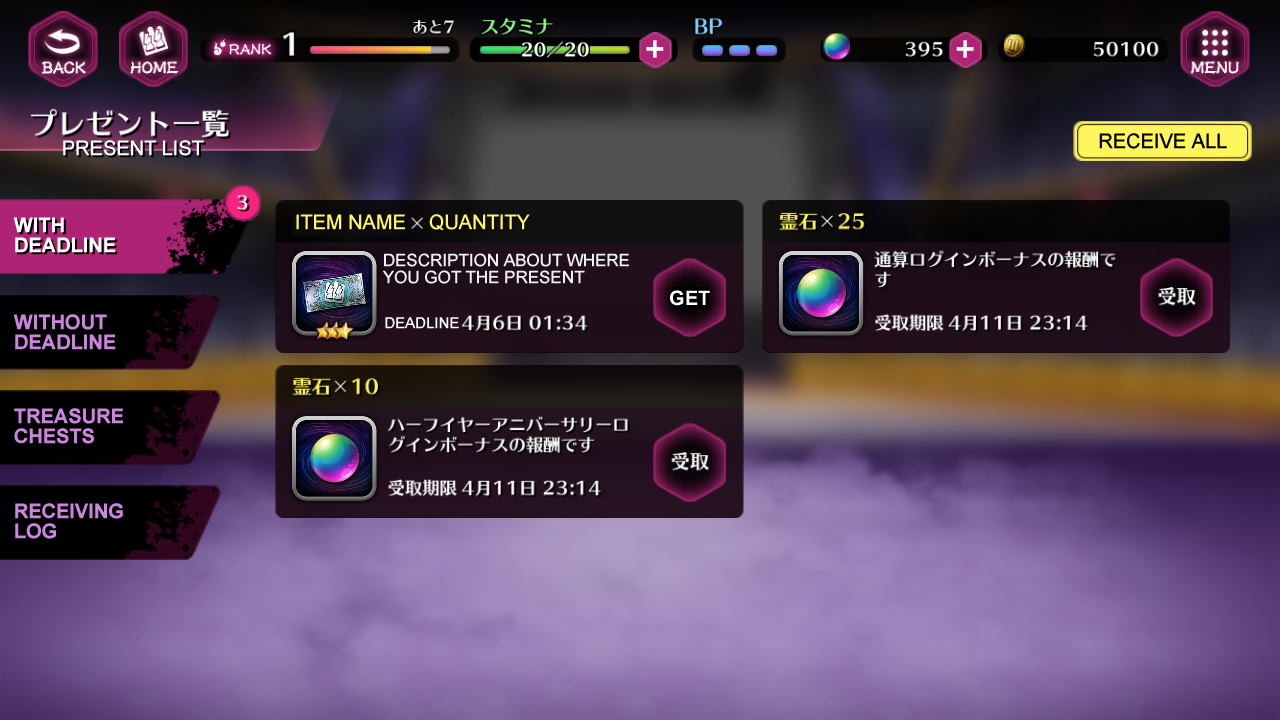 BACK
HOME
RANK 1
あと7
スタミナ
20/20
BP
395
50100
MENU
プレゼント一覧
PRESENT LIST
RECEIVE ALL
WITH
DEADLINE
3
WITHOUT
DEADLINE
TREASURE
CHESTS
RECEIVING
LOG
ITEM NAME × QUANTITY
DESCRIPTION ABOUT WHERE
YOU GOT THE PRESENT
DEADLINE 4月6日 01:34
GET
霊石×25
通算ログインボーナスの報酬で
す
受取期限 4月11日 23:14
受取
霊石×10
ハーフイヤーアニバーサリーロ
グインボーナスの報酬です
受取期限 4月11日 23:14
受取